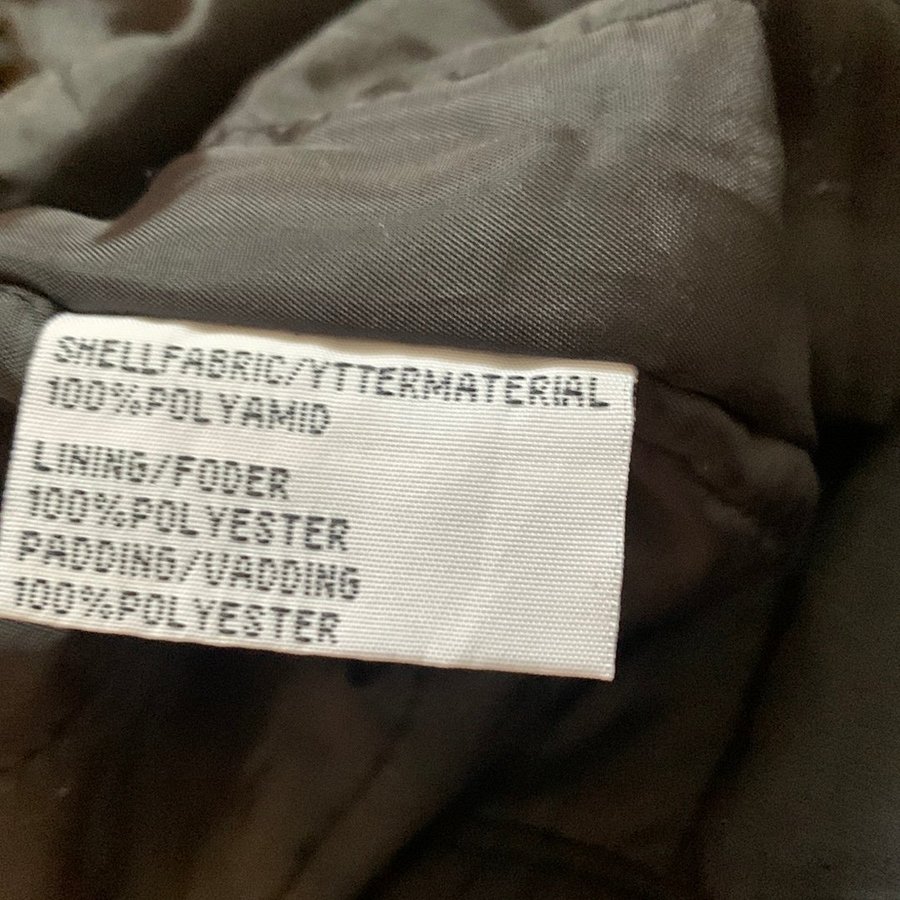 SHELLFABRIC/YTTERMATERIAL
100%POLYAMID
LINING/FODER
100%POLYESTER
PADDING/VADDING
100%POLYESTER